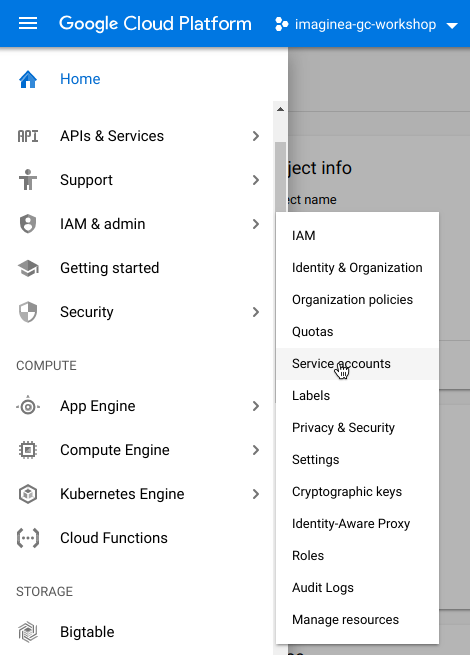 Google Cloud Platform
imaginea-gc-workshop
Home
API
APIs & Services
Support
IAM & admin
Getting started
Security
COMPUTE
App Engine
Compute Engine
Kubernetes Engine
Cloud Functions
STORAGE
Bigtable
ject info
ect name
IAM
Identity & Organization
Organization policies
Quotas
Service accounts
Labels
Privacy & Security
Settings
Cryptographic keys
Identity-Aware Proxy
Roles
Audit Logs
Manage resources